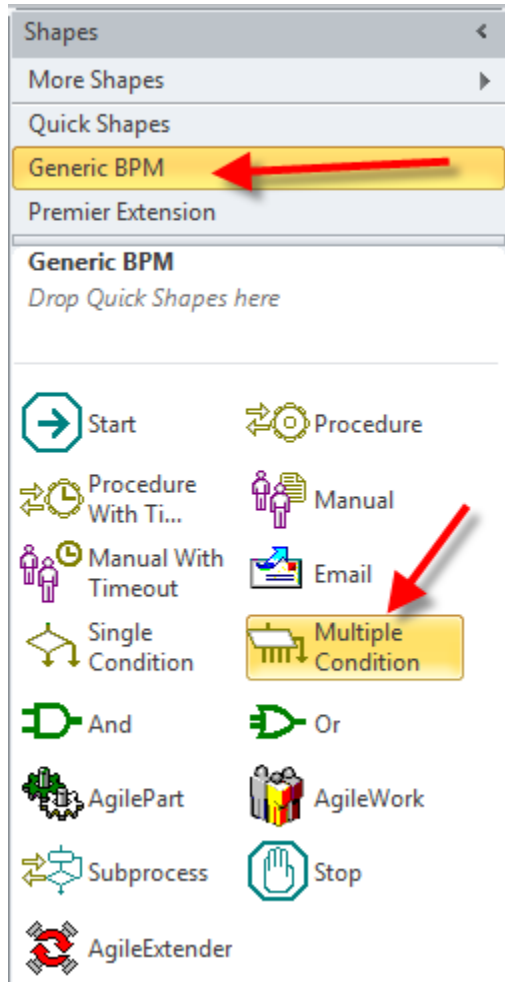 Shapes
More Shapes
Quick Shapes
Generic BPM
Premier Extension
Generic BPM
Drop Quick Shapes here
Start
Procedure
Procedure
With Ti...
Manual
Manual With
Timeout
Email
Single
Condition
Multiple
Condition
And
Or
AgilePart
AgileWork
Subprocess
Stop
AgileExtender